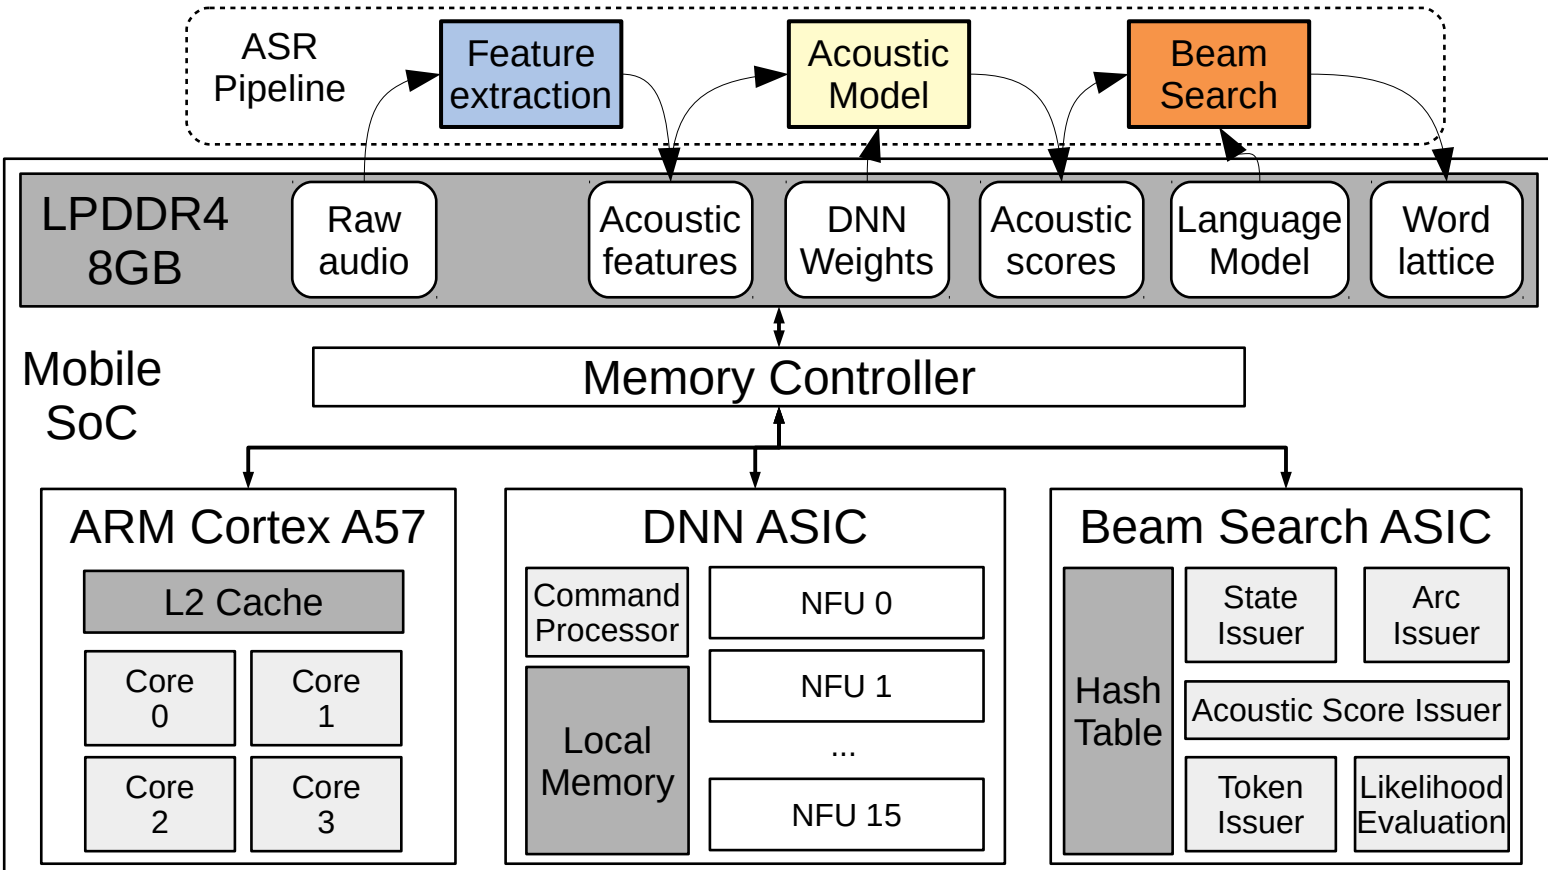 ASR
Pipeline
Feature
extraction
Acoustic
Model
Beam
Search
LPDDR4
8GB
Raw
audio
Acoustic
features
DNN
Weights
Acoustic
scores
Language
Model
Word
lattice
Mobile
SoC
Memory Controller
ARM Cortex A57
L2 Cache
Core
0
Core
1
Core
2
Core
3
DNN ASIC
Command
Processor
Local
Memory
NFU 0
NFU 1
...
NFU 15
Beam Search ASIC
Hash
Table
State
Issuer
Arc
Issuer
Acoustic Score Issuer
Token
Issuer
Likelihood
Evaluation